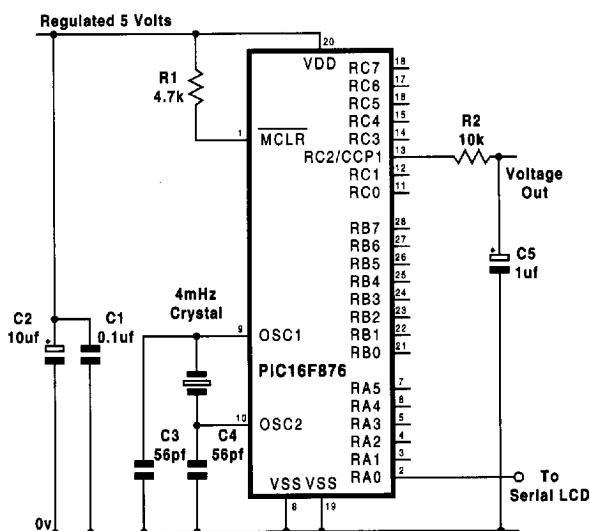 Regulated 5 Volts
20
VDD
R1
4.7k
1
MCLR
RC7 18
RC6 17
RC5 16
RC4 15
RC3 14
RC2/CCP1 13
RC1 12
RC0 11
R2
10k
Voltage
Out
RB7 28
RB6 27
RB5 26
RB4 25
RB3 24
RB2 23
RB1 22
RB0 21
+
C5
1uf
4mHz
Crystal
C2
10uf
+
C1
0.1uf
9
OSC1
PIC16F876
10
OSC2
C3
56pf
C4
56pf
RA5 7
RA4 6
RA3 5
RA2 4
RA1 3
RA0 2
To
Serial LCD
VSS VSS
8
19
0v